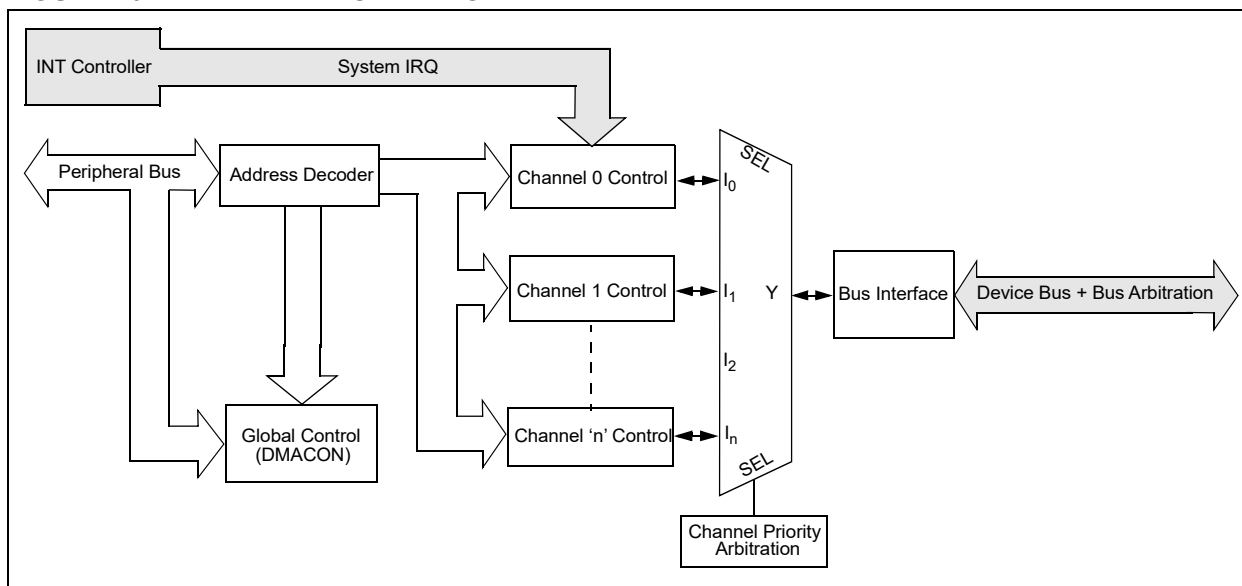 INT Controller
System IRQ
Peripheral Bus
Address Decoder
Channel 0 Control
SEL
I0
Channel 1 Control
I1
Y
Bus Interface
Device Bus + Bus Arbitration
I2
Global Control
(DMACON)
Channel ‘n’ Control
In
SEL
Channel Priority
Arbitration